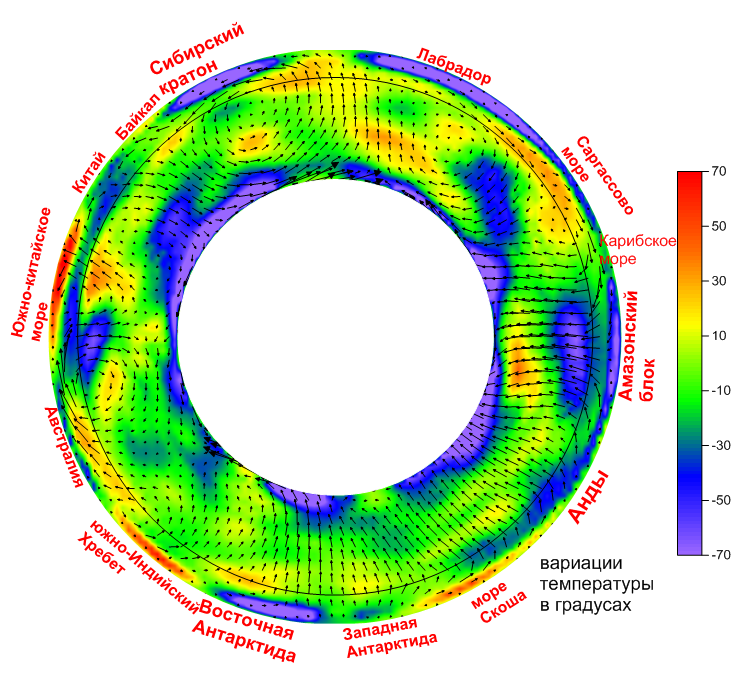 Сибирский
кратон
Лабрадор
Байкал
Китай
Саргассово
море
Южно-китайское
море
Карибское
море
Амазонский
блок
Австралия
Анды
южно-Индийский
Хребет
море
Скоша
Восточная
Антарктида
Западная
Антарктида
70
50
30
10
-10
-30
-50
-70
вариации
температуры
в градусах